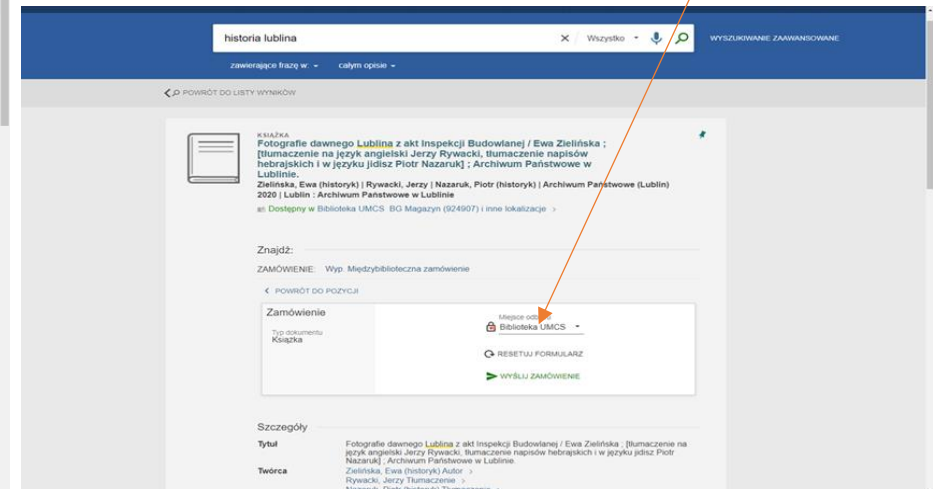 historia lublina
Wszystko
WYSZUKIWANIE ZAAWANSOWANE
zawierające frazę w:
całym opisie
POWRÓT DO LISTY WYNIKÓW
KSIĄŻKA
Fotografie dawnego Lublina z akt Inspekcji Budowlanej / Ewa Zielińska ;
[tłumaczenie na język angielski Jerzy Rywacki, tłumaczenie napisów
hebrajskich i w języku jidisz Piotr Nazaruk] ; Archiwum Państwowe w
Lublinie.
Zielińska, Ewa (historyk) | Rywacki, Jerzy | Nazaruk, Piotr (historyk) | Archiwum Państwowe (Lublin)
2020 | Lublin : Archiwum Państwowe w Lublinie
Dostępny w Biblioteka UMCS BG Magazyn (924907) i inne lokalizacje >
Znajdź:
ZAMÓWIENIE: Wyp. Międzybiblioteczna zamówienie
POWRÓT DO POZYCJI
Zamówienie
Typ dokumentu
Książka
Miejsce
Biblioteka UMCS
RESETUJ FORMULARZ
WYŚLIJ ZAMÓWIENIE
Szczegóły
Tytuł Fotografie dawnego Lublina z akt Inspekcji Budowlanej / Ewa Zielińska ; [tłumaczenie na
język angielski Jerzy Rywacki, tłumaczenie napisów hebrajskich i w języku jidisz Piotr
Nazaruk] ; Archiwum Państwowe w Lublinie.
Twórca Zielińska, Ewa (historyk) Autor >
Rywacki, Jerzy Tłumaczenie >
Nazaruk, Piotr (historyk) Tłumaczenie >